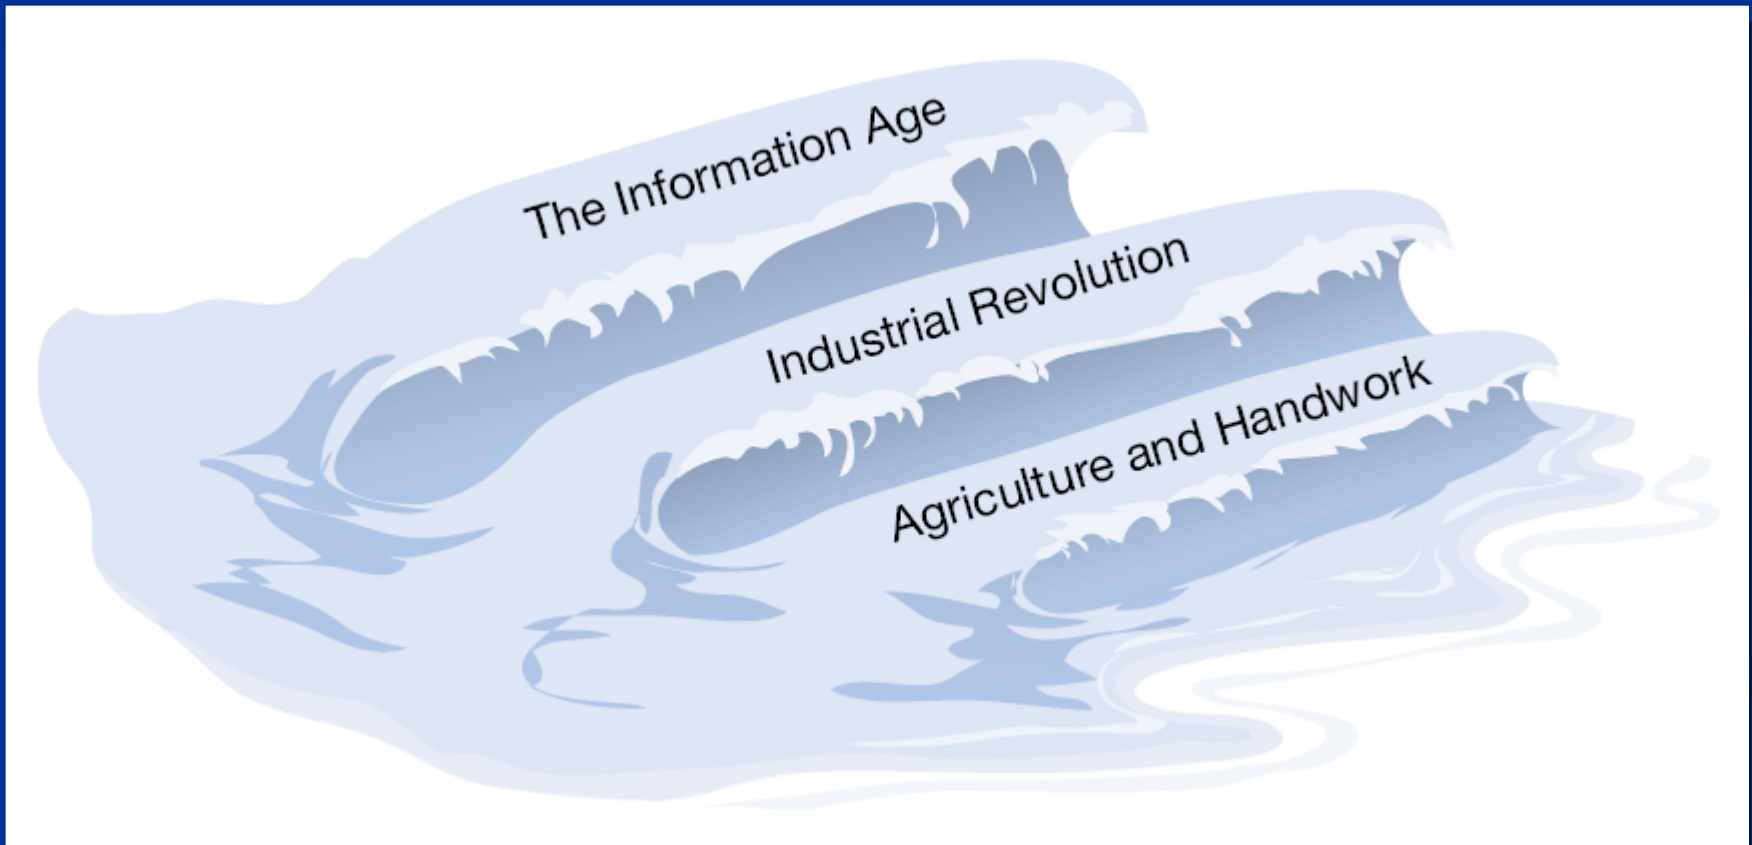 The Information Age
Industrial Revolution
Agriculture and Handwork